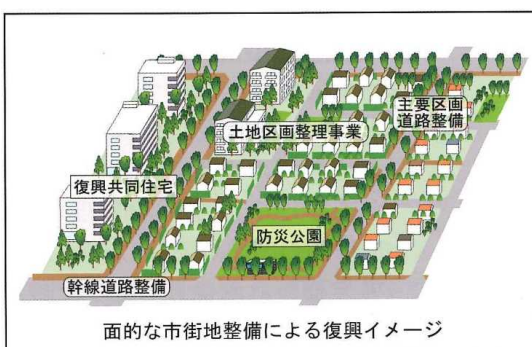 主要区画
道路整備
土地区画整理事業
復興共同住宅
防災公園
幹線道路整備
面的な市街地整備による復興イメージ